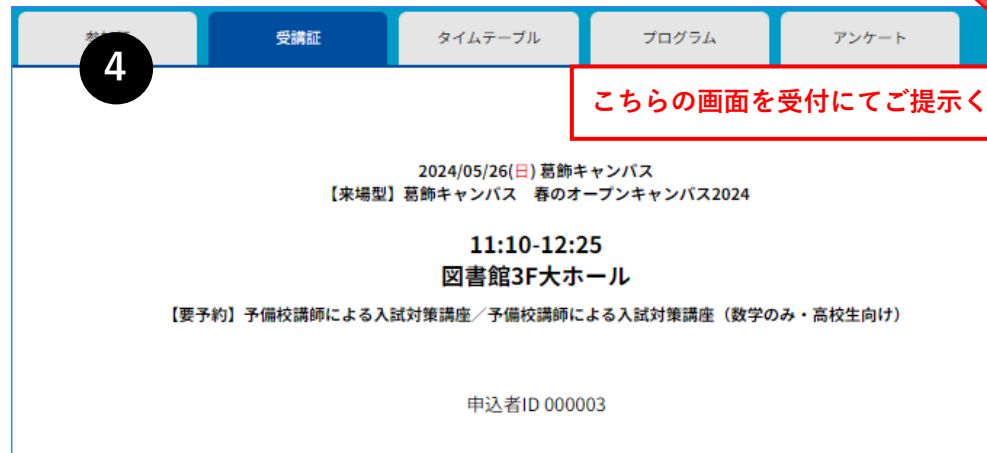 4
受講証
タイムテーブル
プログラム
アンケート
こちらの画面を受付にてご提示く
2024/05/26(日) 葛飾キャンパス
【来場型】葛飾キャンパス　春のオープンキャンパス2024
11:10-12:25
図書館3F大ホール
【要予約】予備校講師による入試対策講座／予備校講師による入試対策講座（数学のみ・高校生向け）
申込者ID 000003